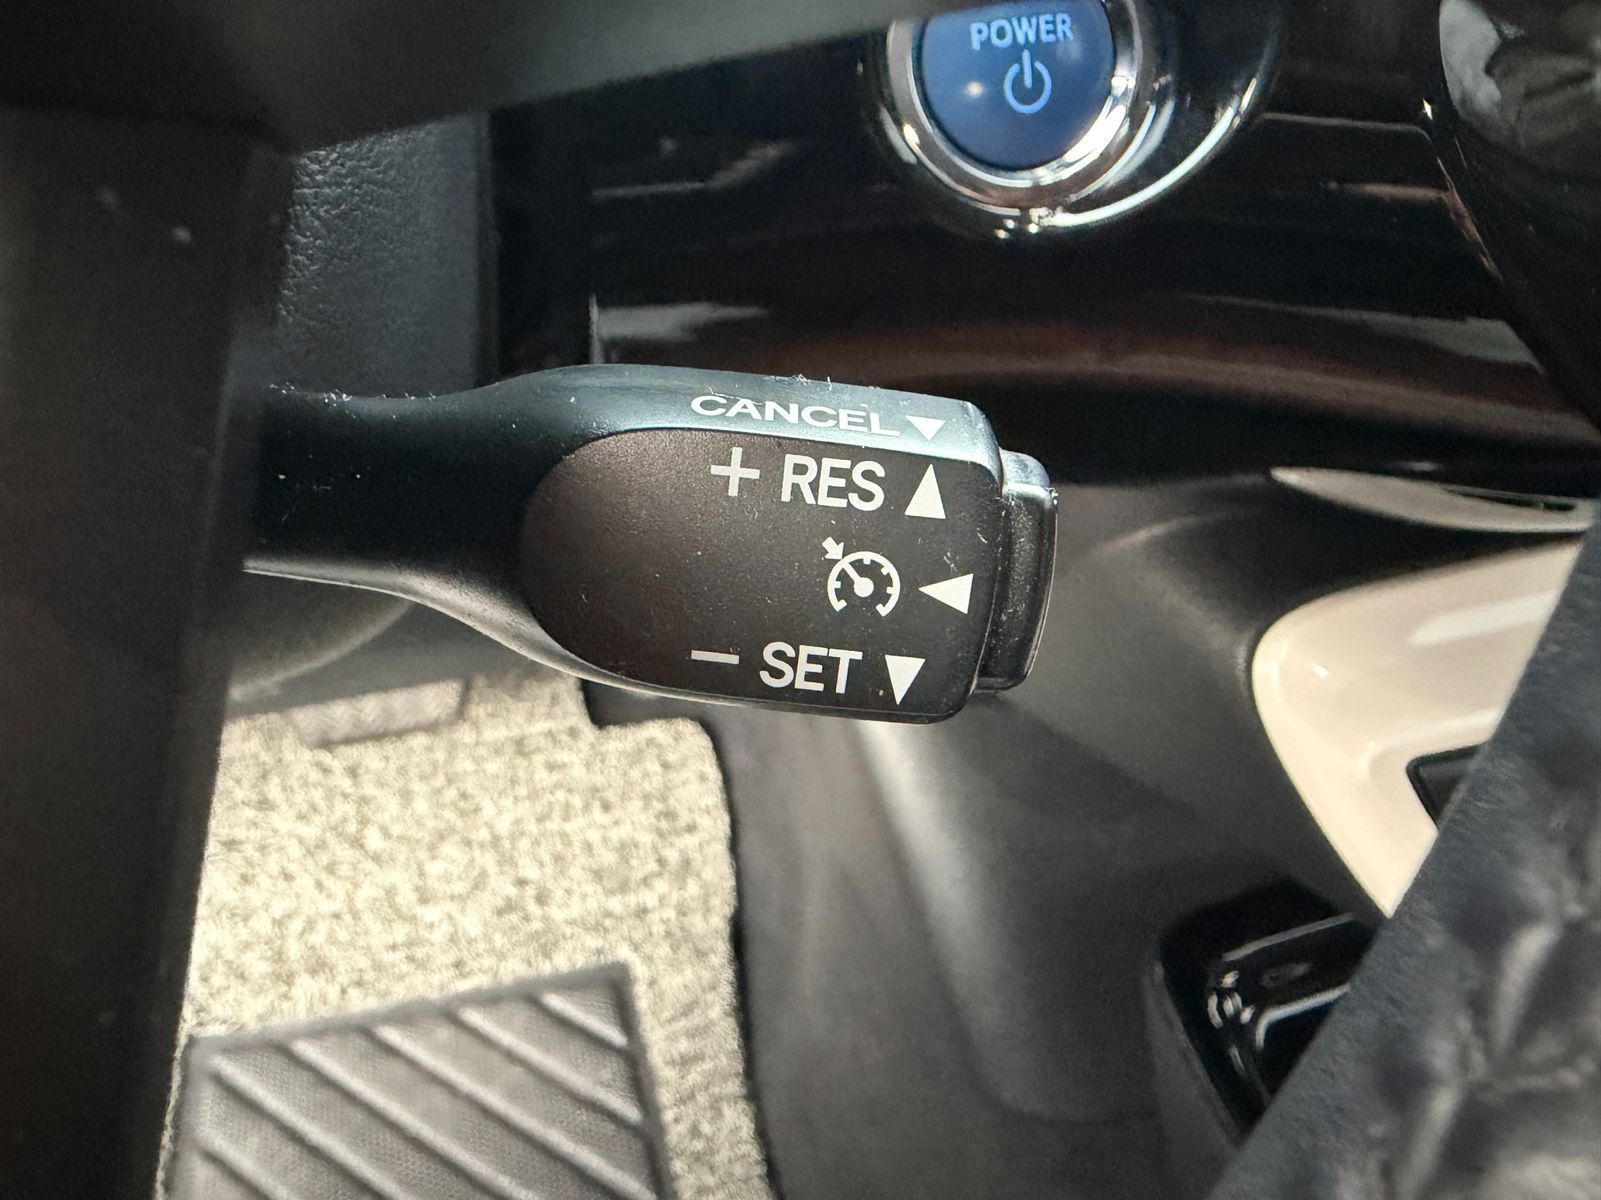 POWER
CANCEL ▼
+ RES ▲
◀
− SET ▼